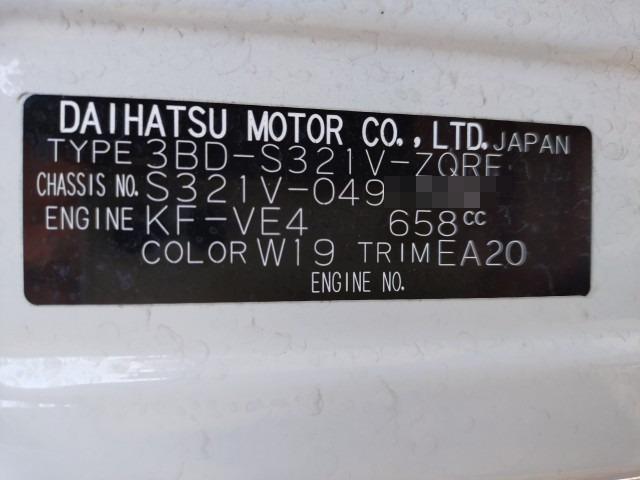 DAIHATSU MOTOR CO., LTD. JAPAN
TYPE 3BD-S321V-ZQRF
CHASSIS NO. S321V-049
ENGINE KF-VE4 658CC
COLOR W19 TRIM EA20
ENGINE NO.